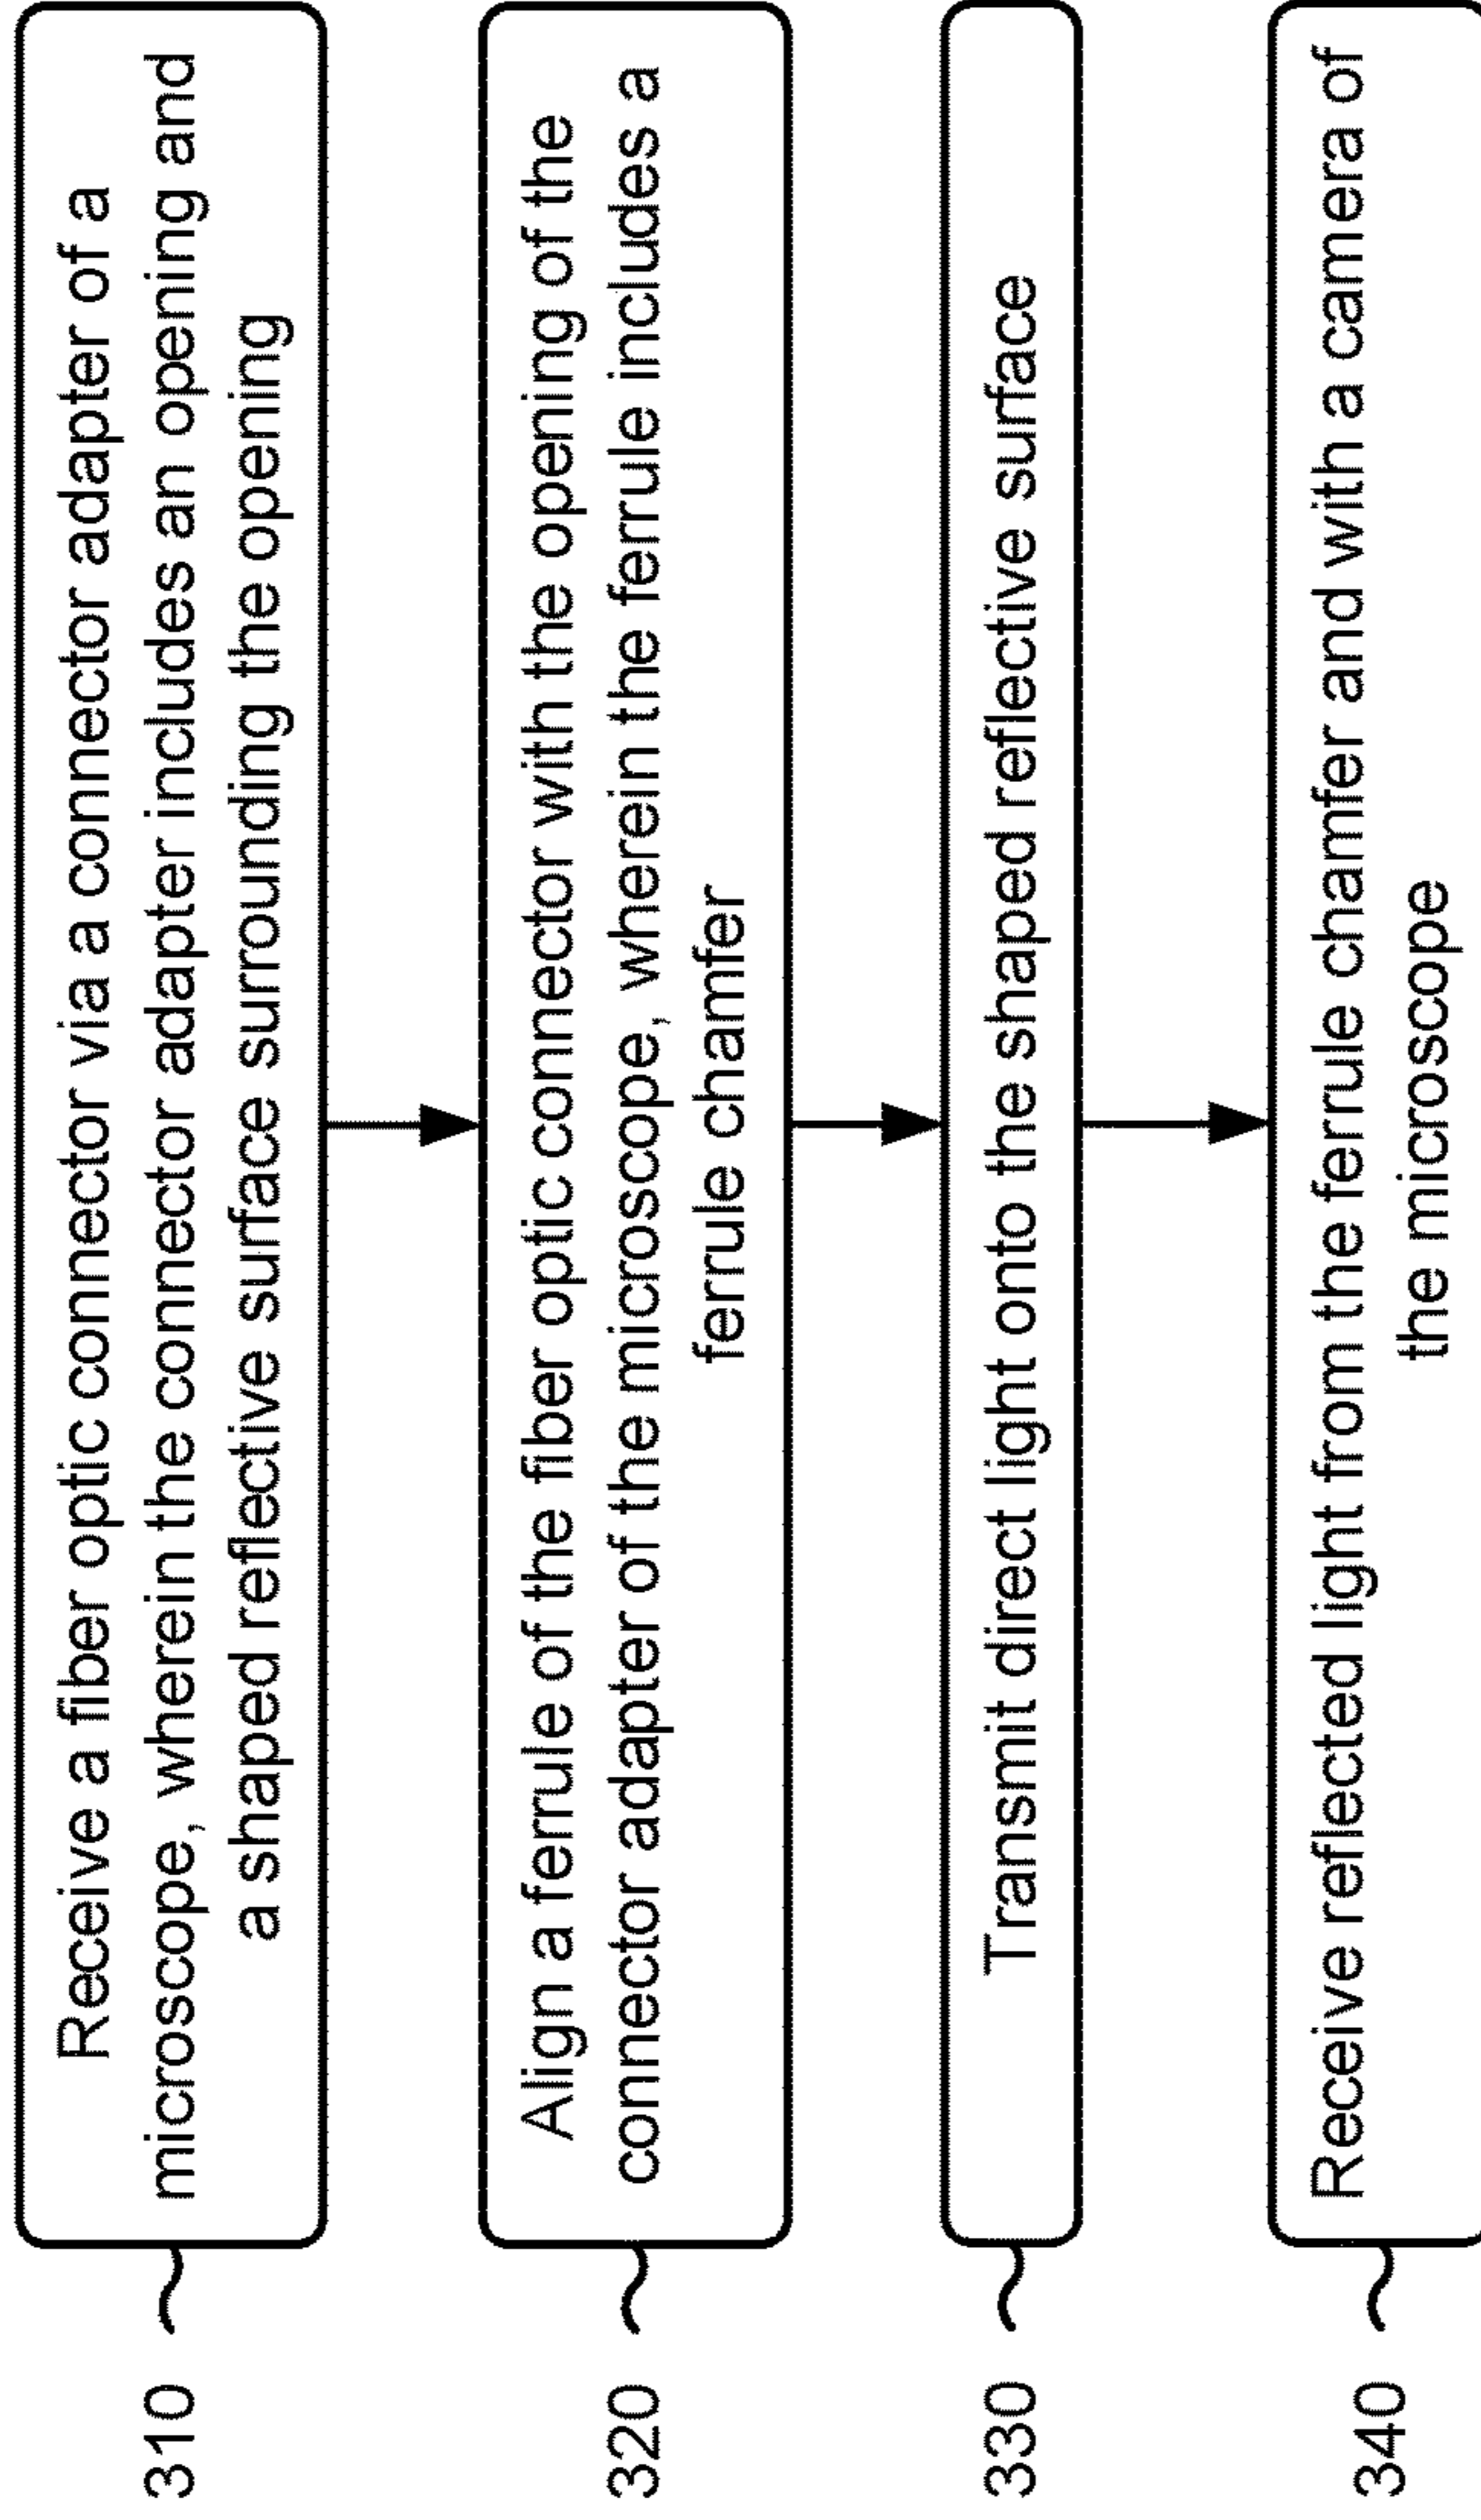 310
Receive a fiber optic connector via a connector adapter of a
microscope, wherein the connector adapter includes an opening and
a shaped reflective surface surrounding the opening
320
Align a ferrule of the fiber optic connector with the opening of the
connector adapter of the microscope, wherein the ferrule includes a
ferrule chamfer
330
Transmit direct light onto the shaped reflective surface
340
Receive reflected light from the ferrule chamfer and with a camera of
the microscope